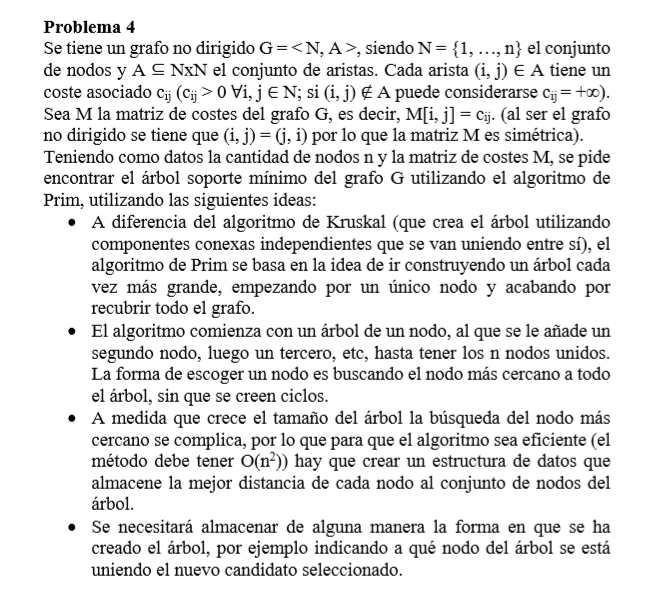 Problema 4
Se tiene un grafo no dirigido G = < N, A >, siendo N = {1, …, n} el conjunto
de nodos y A ⊆ NxN el conjunto de aristas. Cada arista (i, j) ∈ A tiene un
coste asociado cᵢⱼ (cᵢⱼ > 0 ∀i, j ∈ N; si (i, j) ∉ A puede considerarse cᵢⱼ = +∞).
Sea M la matriz de costes del grafo G, es decir, M[i, j] = cᵢⱼ. (al ser el grafo
no dirigido se tiene que (i, j) = (j, i) por lo que la matriz M es simétrica).
Teniendo como datos la cantidad de nodos n y la matriz de costes M, se pide
encontrar el árbol soporte mínimo del grafo G utilizando el algoritmo de
Prim, utilizando las siguientes ideas:
• A diferencia del algoritmo de Kruskal (que crea el árbol utilizando
componentes conexas independientes que se van uniendo entre sí), el
algoritmo de Prim se basa en la idea de ir construyendo un árbol cada
vez más grande, empezando por un único nodo y acabando por
recubrir todo el grafo.
• El algoritmo comienza con un árbol de un nodo, al que se le añade un
segundo nodo, luego un tercero, etc, hasta tener los n nodos unidos.
La forma de escoger un nodo es buscando el nodo más cercano a todo
el árbol, sin que se creen ciclos.
• A medida que crece el tamaño del árbol la búsqueda del nodo más
cercano se complica, por lo que para que el algoritmo sea eficiente (el
método debe tener O(n²)) hay que crear un estructura de datos que
almacene la mejor distancia de cada nodo al conjunto de nodos del
árbol.
• Se necesitará almacenar de alguna manera la forma en que se ha
creado el árbol, por ejemplo indicando a qué nodo del árbol se está
uniendo el nuevo candidato seleccionado.